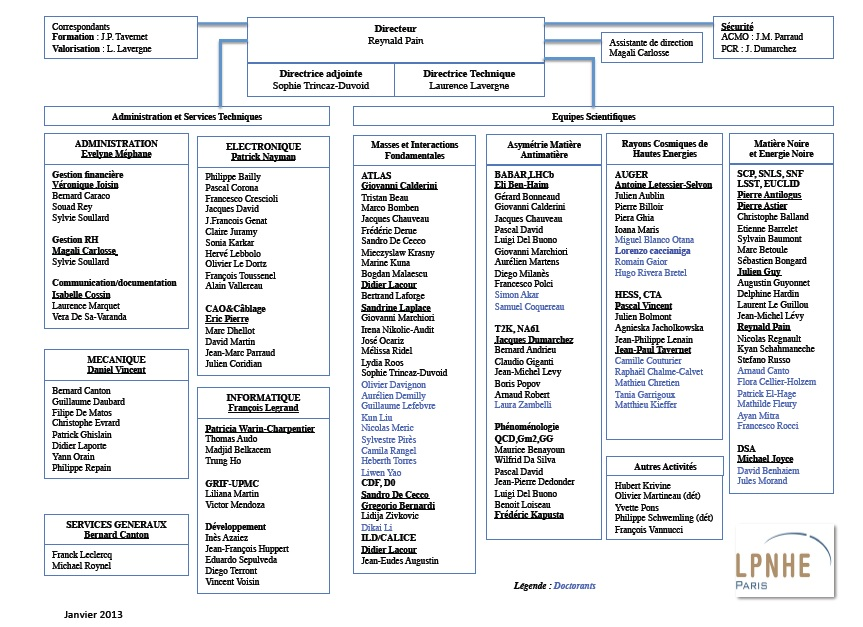 Correspondants
Formation : J.P. Tavernet
Valorisation : L. Lavergne
Directeur
Reynald Pain
Assistante de direction
Magali Carlosse
Sécurité
ACMO : J.M. Parraud
PCR : J. Dumarchez
Directrice adjointe
Sophie Trincaz-Duvoid
Directrice Technique
Laurence Lavergne
Administration et Services Techniques
Equipes Scientifiques
ADMINISTRATION
Evelyne Méphane
Gestion financière
Véronique Joisin
Bernard Caraco
Souad Rey
Sylvie Soullard
Gestion RH
Magali Carlosse
Sylvie Soullard
Communication/documentation
Isabelle Cossin
Laurence Marquet
Vera De Sa-Varanda
MECANIQUE
Daniel Vincent
Bernard Canton
Guillaume Daubard
Filipe De Matos
Christophe Evrard
Patrick Ghislain
Didier Laporte
Yann Orain
Philippe Repain
SERVICES GENERAUX
Bernard Canton
Franck Leclercq
Michael Roynel
ELECTRONIQUE
Patrick Nayman
Philippe Bailly
Pascal Corona
Francesco Crescioli
Jacques David
J.Francois Genat
Claire Juramy
Sonia Karkar
Hervé Lebbolo
Olivier Le Dortz
François Toussenel
Alain Vallereau
CAO&Câblage
Eric Pierre
Marc Dhellot
David Martin
Jean-Marc Parraud
Julien Coridian
INFORMATIQUE
François Legrand
Patricia Warin-Charpentier
Thomas Audo
Madjid Belkacem
Trung Ho
GRIF-UPMC
Liliana Martin
Victor Mendoza
Développement
Inès Azaiez
Jean-François Huppert
Eduardo Sepulveda
Diego Terront
Vincent Voisin
Masses et Interactions
Fondamentales
ATLAS
Giovanni Calderini
Tristan Beau
Marco Bomben
Jacques Chauveau
Frédéric Derue
Sandro De Cecco
Mieczyslaw Krasny
Marine Kuna
Bogdan Malaescu
Didier Lacour
Bertrand Laforge
Sandrine Laplace
Giovanni Marchiori
Irena Nikolic-Audit
José Ocariz
Mélissa Ridel
Lydia Roos
Sophie Trincaz-Duvoid
Olivier Davignon
Aurélien Demilly
Guillaume Lefebvre
Kun Liu
Nicolas Meric
Sylvestre Pirès
Camila Rangel
Heberth Torres
Liwen Yao
CDF, D0
Sandro De Cecco
Gregorio Bernardi
Lidija Zivkovic
Dikai Li
ILD/CALICE
Didier Lacour
Jean-Eudes Augustin
Asymétrie Matière
Antimatière
BABAR,LHCb
Eli Ben-Haim
Gérard Bonneaud
Giovanni Calderini
Jacques Chauveau
Pascal David
Luigi Del Buono
Giovanni Marchiori
Aurélien Martens
Diego Milanès
Francesco Polci
Simon Akar
Samuel Coquereau
T2K, NA61
Jacques Dumarchez
Bernard Andrieu
Claudio Giganti
Jean-Michel Levy
Boris Popov
Arnaud Robert
Laura Zambelli
Phénoménologie
QCD,Gm2,GG
Maurice Benayoun
Wilfrid Da Silva
Pascal David
Jean-Pierre Dedonder
Luigi Del Buono
Benoit Loiseau
Frédéric Kapusta
Rayons Cosmiques de
Hautes Energies
AUGER
Antoine Letessier-Selvon
Julien Aublin
Pierre Billoir
Piera Ghia
Ioana Maris
Miguel Blanco Otana
Lorenzo caccianiga
Romain Gaior
Hugo Rivera Bretel
HESS, CTA
Pascal Vincent
Julien Bolmont
Agnieska Jacholkowska
Jean-Philippe Lenain
Jean-Paul Tavernet
Camille Couturier
Raphaël Chalme-Calvet
Mathieu Chretien
Tania Garrigoux
Matthieu Kieffer
Autres Activités
Hubert Krivine
Olivier Martineau (dét)
Yvette Pons
Philippe Schwemling (dét)
François Vannucci
Matière Noire
et Energie Noire
SCP, SNLS, SNF
LSST, EUCLID
Pierre Antilogus
Pierre Astier
Christophe Balland
Etienne Barrelet
Sylvain Baumont
Marc Betoule
Sébastien Bongard
Julien Guy
Augustin Guyonnet
Delphine Hardin
Laurent Le Guillou
Jean-Michel Lévy
Reynald Pain
Nicolas Regnault
Kyan Schahmaneche
Stefano Russo
Arnaud Canto
Flora Cellier-Holzem
Patrick El-Hage
Mathilde Fleury
Ayan Mitra
Francesco Rocci
DSA
Michael Joyce
David Benhaiem
Jules Morand
LPNHE
PARIS
Légende : Doctorants
Janvier 2013